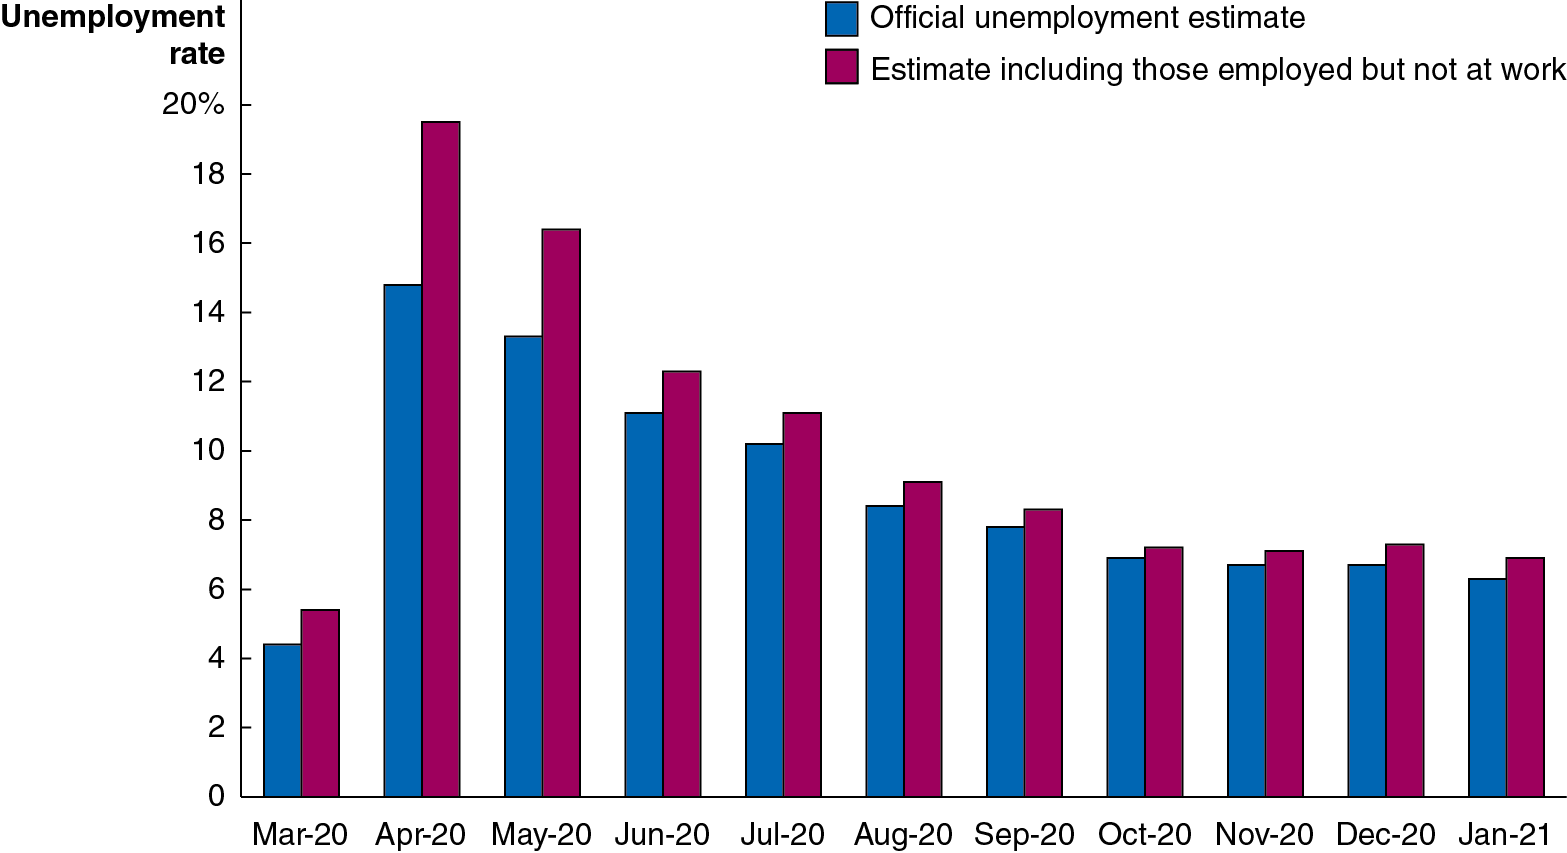 Unemployment
rate
Official unemployment estimate
Estimate including those employed but not at work
20%
18
16
14
12
10
8
6
4
2
0
Mar-20 Apr-20 May-20 Jun-20 Jul-20 Aug-20 Sep-20 Oct-20 Nov-20 Dec-20 Jan-21